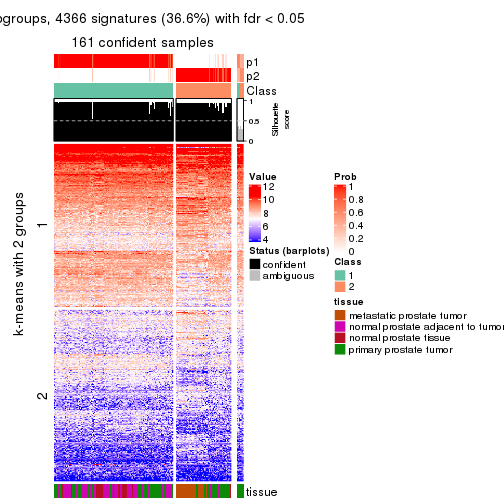 ogroups, 4366 signatures (36.6%) with fdr < 0.05
161 confident samples
p1
p2
Class
1
0.5
0
Silhouette
score
k-means with 2 groups
1
2
tissue
Value
12
10
8
6
4
Status (barplots)
confident
ambiguous
Prob
1
0.8
0.6
0.4
0.2
0
Class
1
2
tissue
metastatic prostate tumor
normal prostate adjacent to tumor
normal prostate tissue
primary prostate tumor